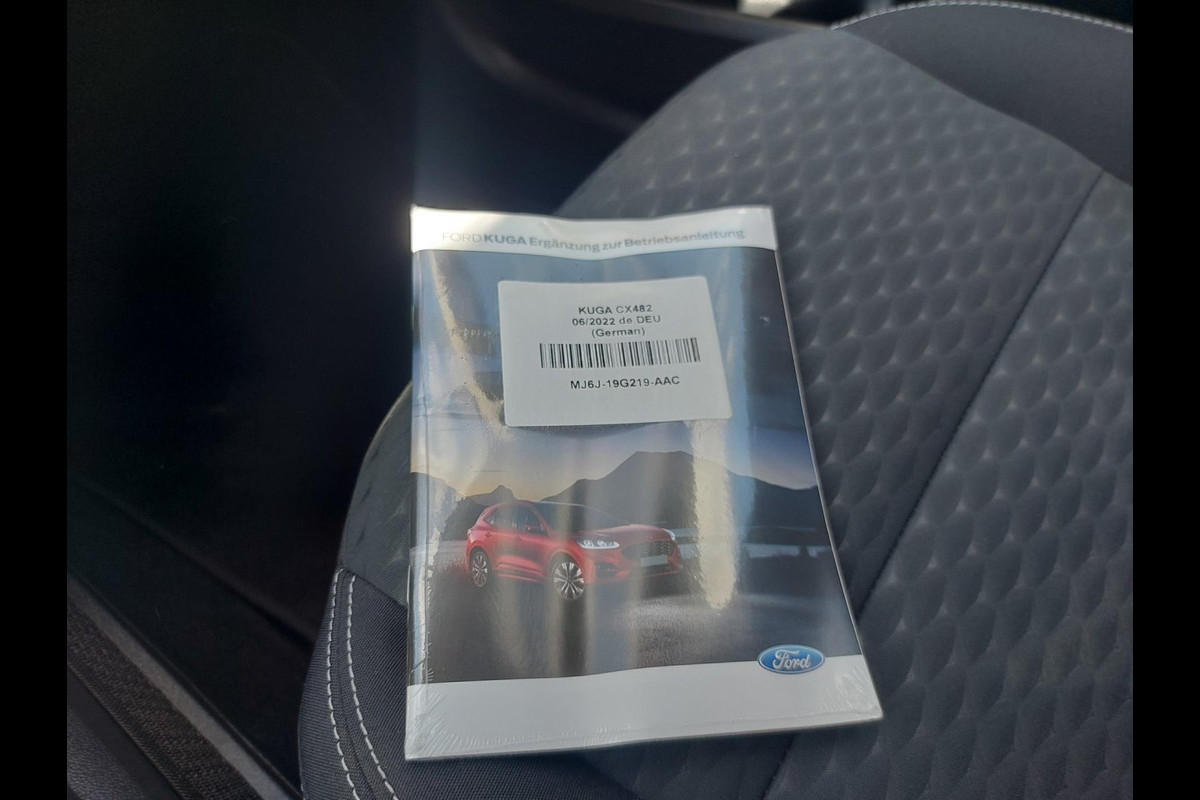 FORD KUGA Ergänzung zur Betriebsanleitung
KUGA CX482
06/2022 de DEU
(German)
MJ6J-19G219-AAC
Ford